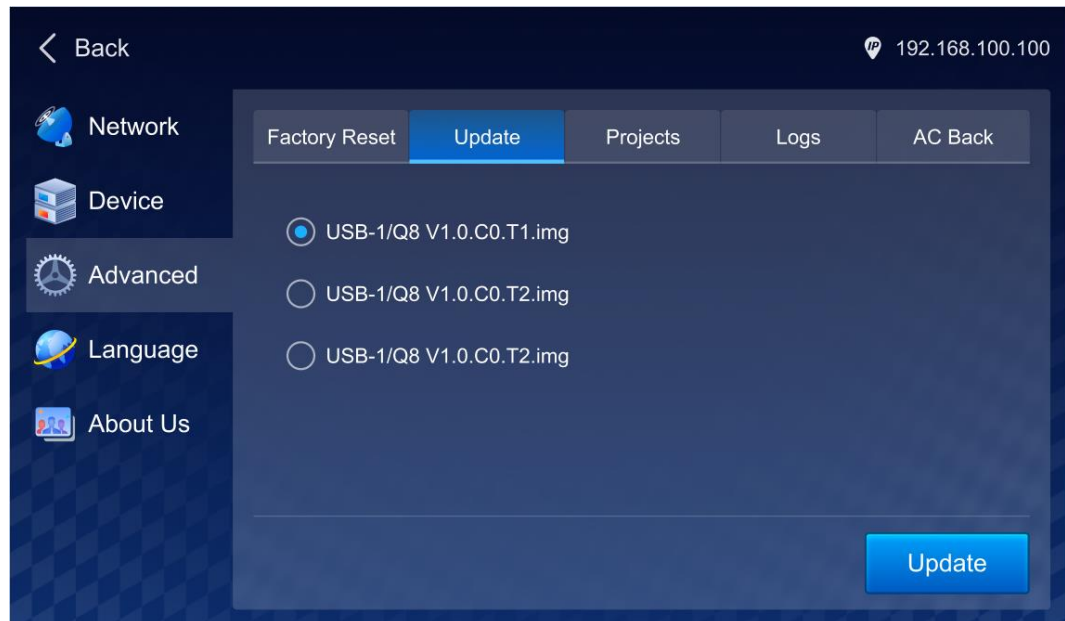 Back
192.168.100.100
Network
Device
Advanced
Language
About Us
Factory Reset
Update
Projects
Logs
AC Back
USB-1/Q8 V1.0.C0.T1.img
USB-1/Q8 V1.0.C0.T2.img
USB-1/Q8 V1.0.C0.T2.img
Update